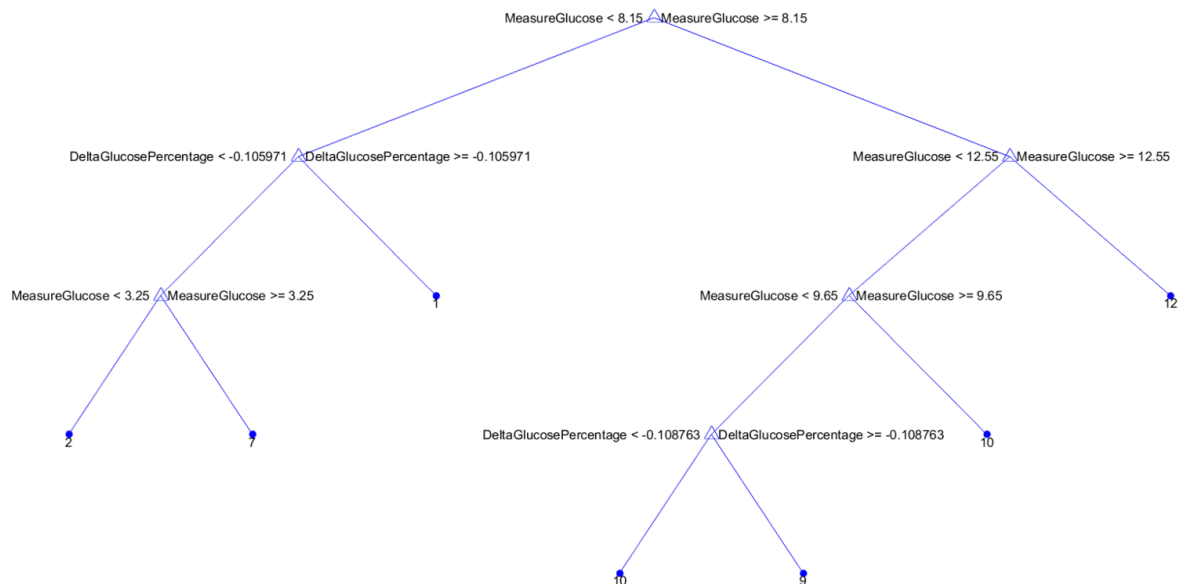 MeasureGlucose < 8.15 MeasureGlucose >= 8.15
DeltaGlucosePercentage < -0.105971 DeltaGlucosePercentage >= -0.105971
MeasureGlucose < 12.55 MeasureGlucose >= 12.55
MeasureGlucose < 3.25 MeasureGlucose >= 3.25
1
MeasureGlucose < 9.65 MeasureGlucose >= 9.65
12
2
7
DeltaGlucosePercentage < -0.108763 DeltaGlucosePercentage >= -0.108763
10
10
9